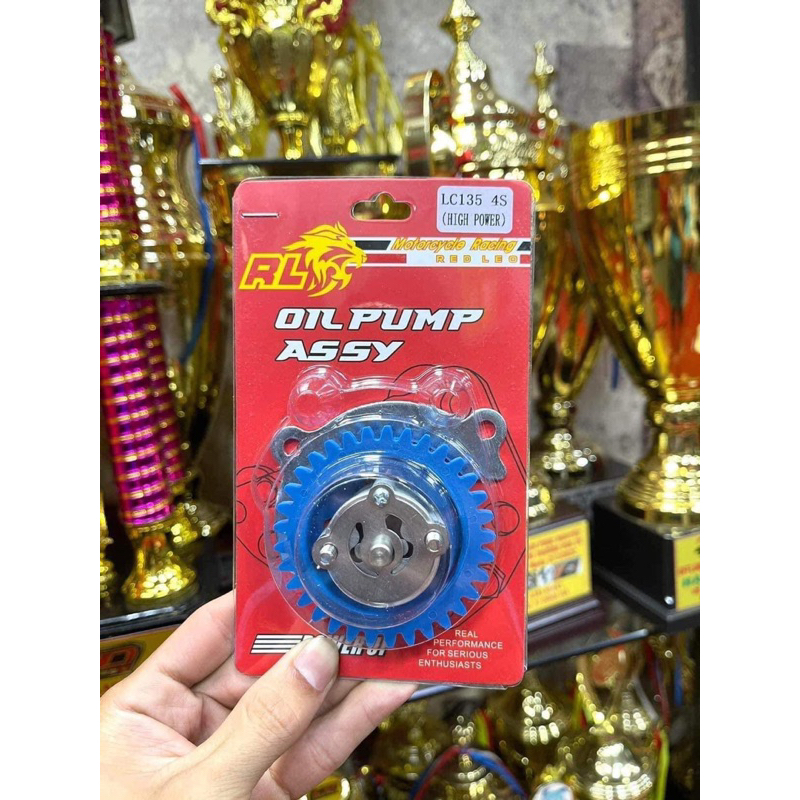 LC135 4S
(HIGH POWER)
RL
Motorcycle Racing
RED LEO
OIL PUMP
ASSY
REAL
PERFORMANCE
FOR SERIOUS
ENTHUSIASTS